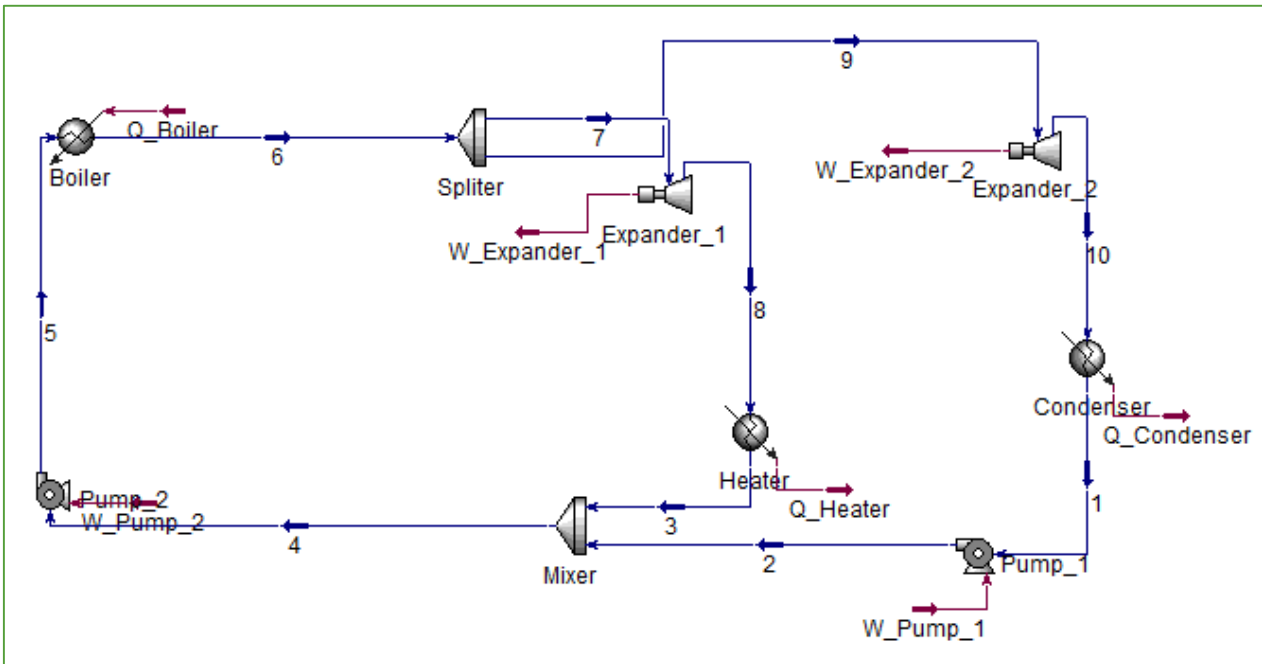 9
Q_Boiler
6
7
Boiler
Spliter
W_Expander_2
Expander_2
W_Expander_1
Expander_1
10
8
5
Condenser
Q_Condenser
Heater
Q_Heater
Pump_2
W_Pump_2
3
1
4
2
Mixer
Pump_1
W_Pump_1